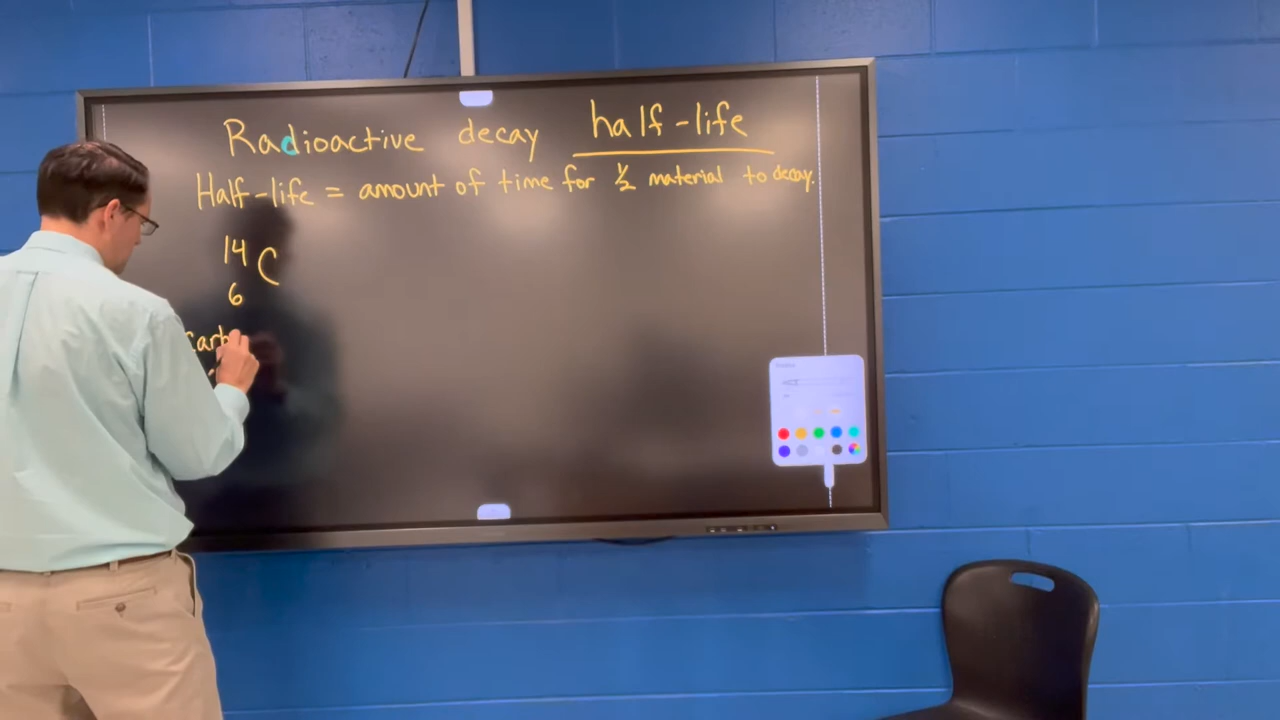 Radioactive decay half-life
Half-life = amount of time for 1/2 material to decay.
14
C
6